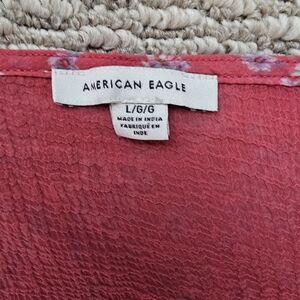 AMERICAN EAGLE
L/G/G
MADE IN INDIA
FABRIQUÉ EN
INDE